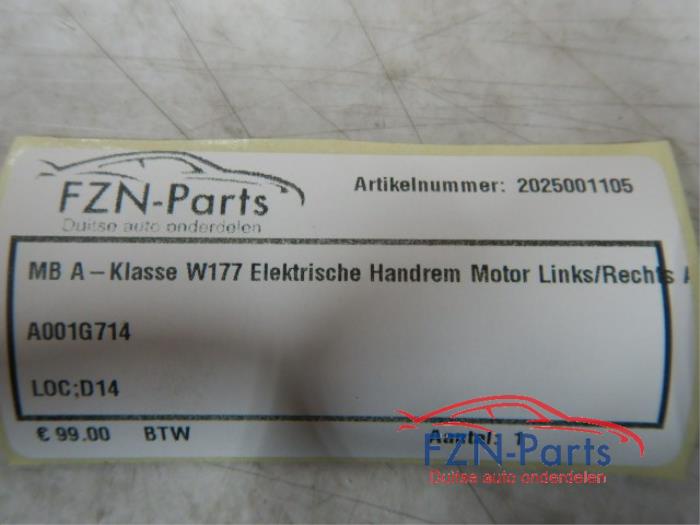 FZN-Parts
Duitse auto onderdelen
Artikelnummer: 2025001105
MB A-Klasse W177 Elektrische Handrem Motor Links/Rechts A
A001G714
LOC;D14
€ 99.00 BTW Aantal: 1
FZN-Parts
Duitse auto onderdelen